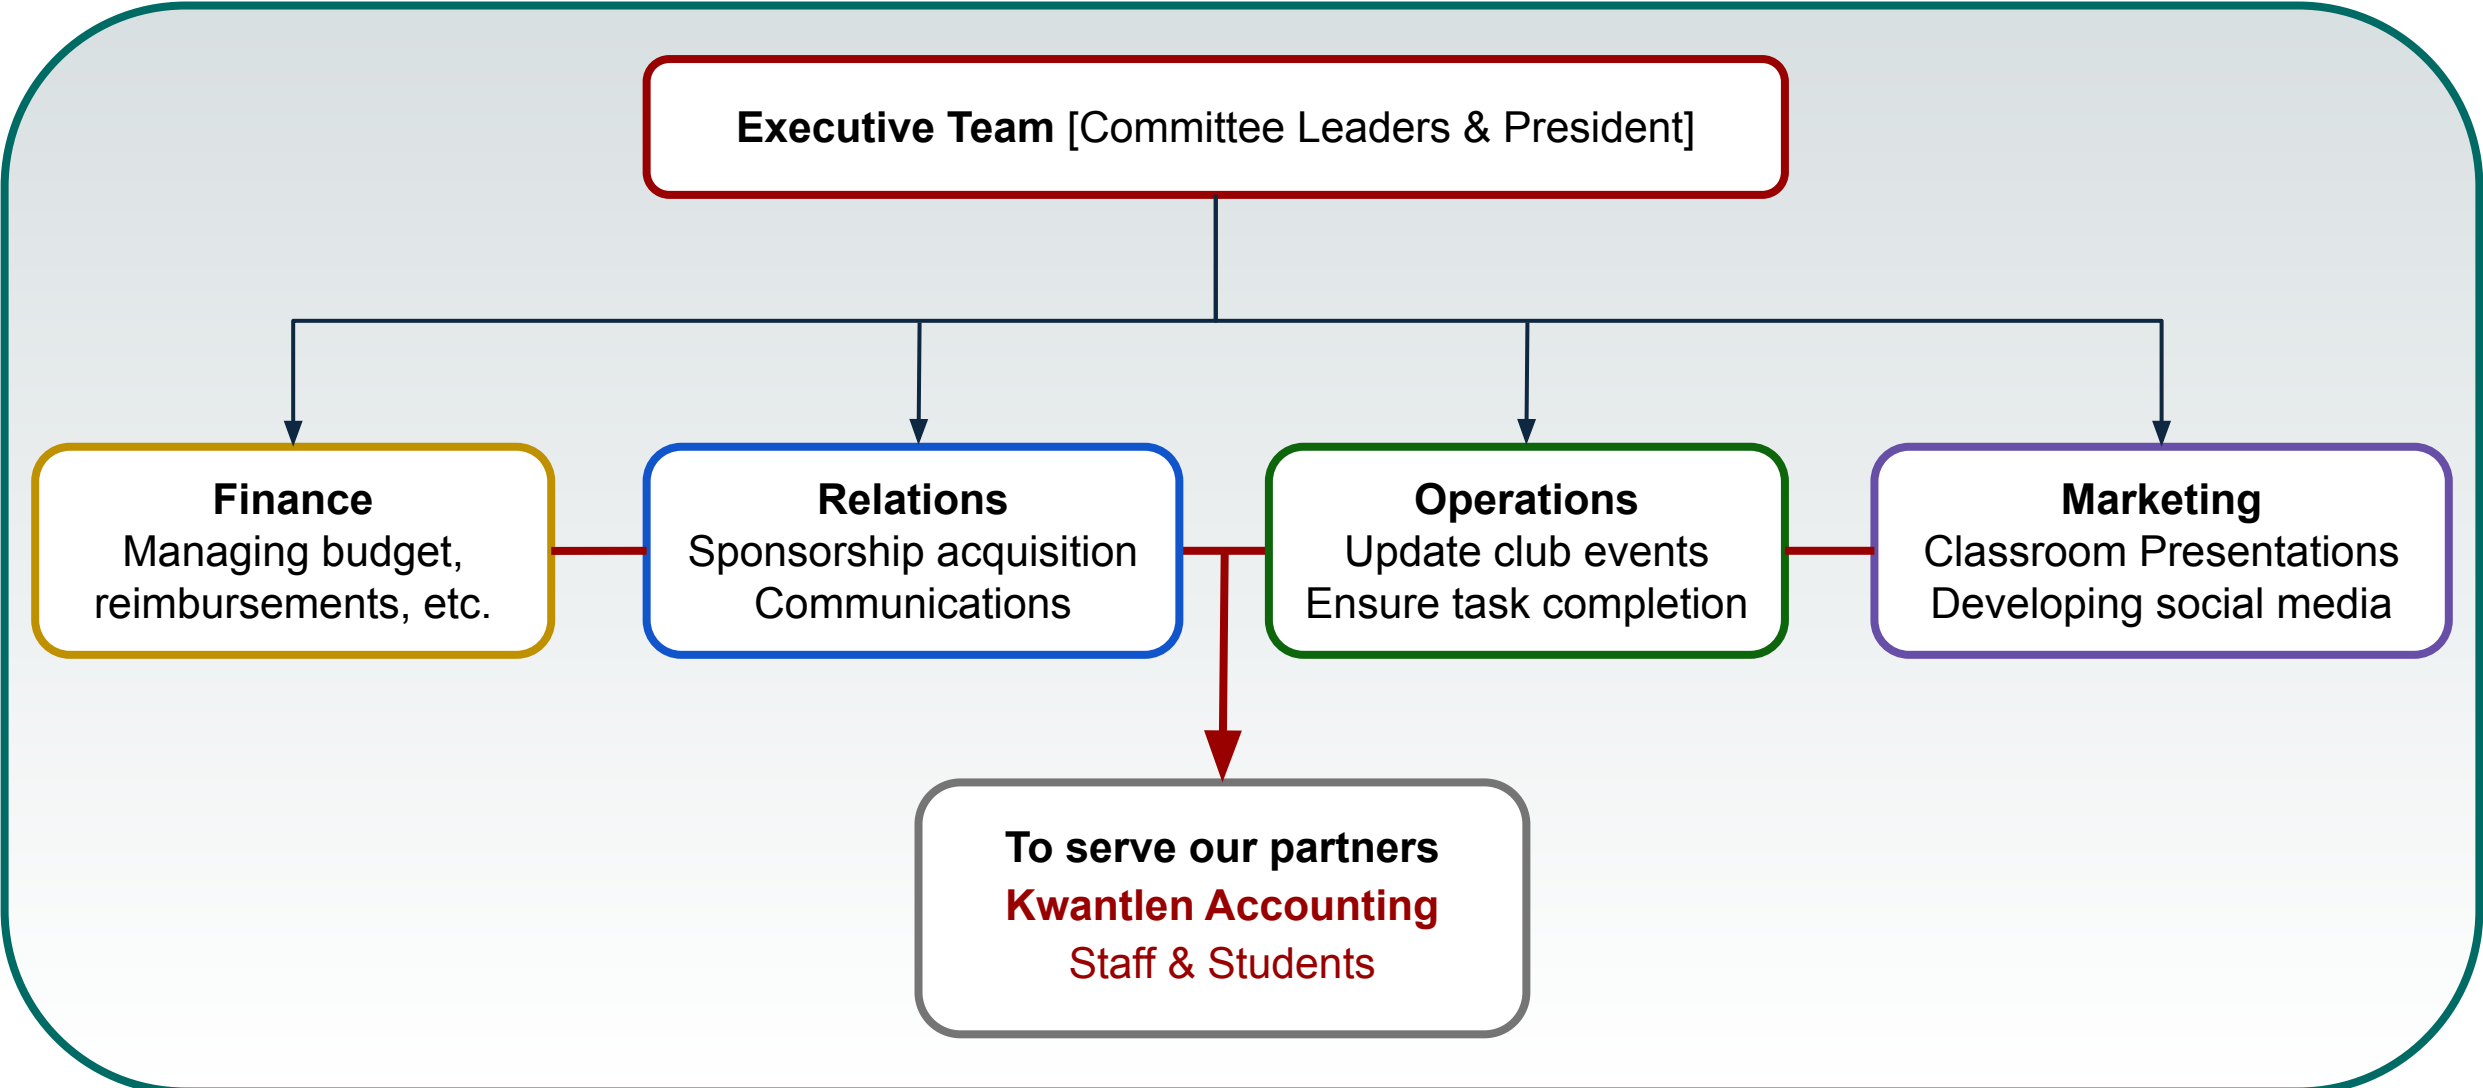 Executive Team [Committee Leaders & President]
Finance
Managing budget,
reimbursements, etc.
Relations
Sponsorship acquisition
Communications
Operations
Update club events
Ensure task completion
Marketing
Classroom Presentations
Developing social media
To serve our partners
Kwantlen Accounting
Staff & Students